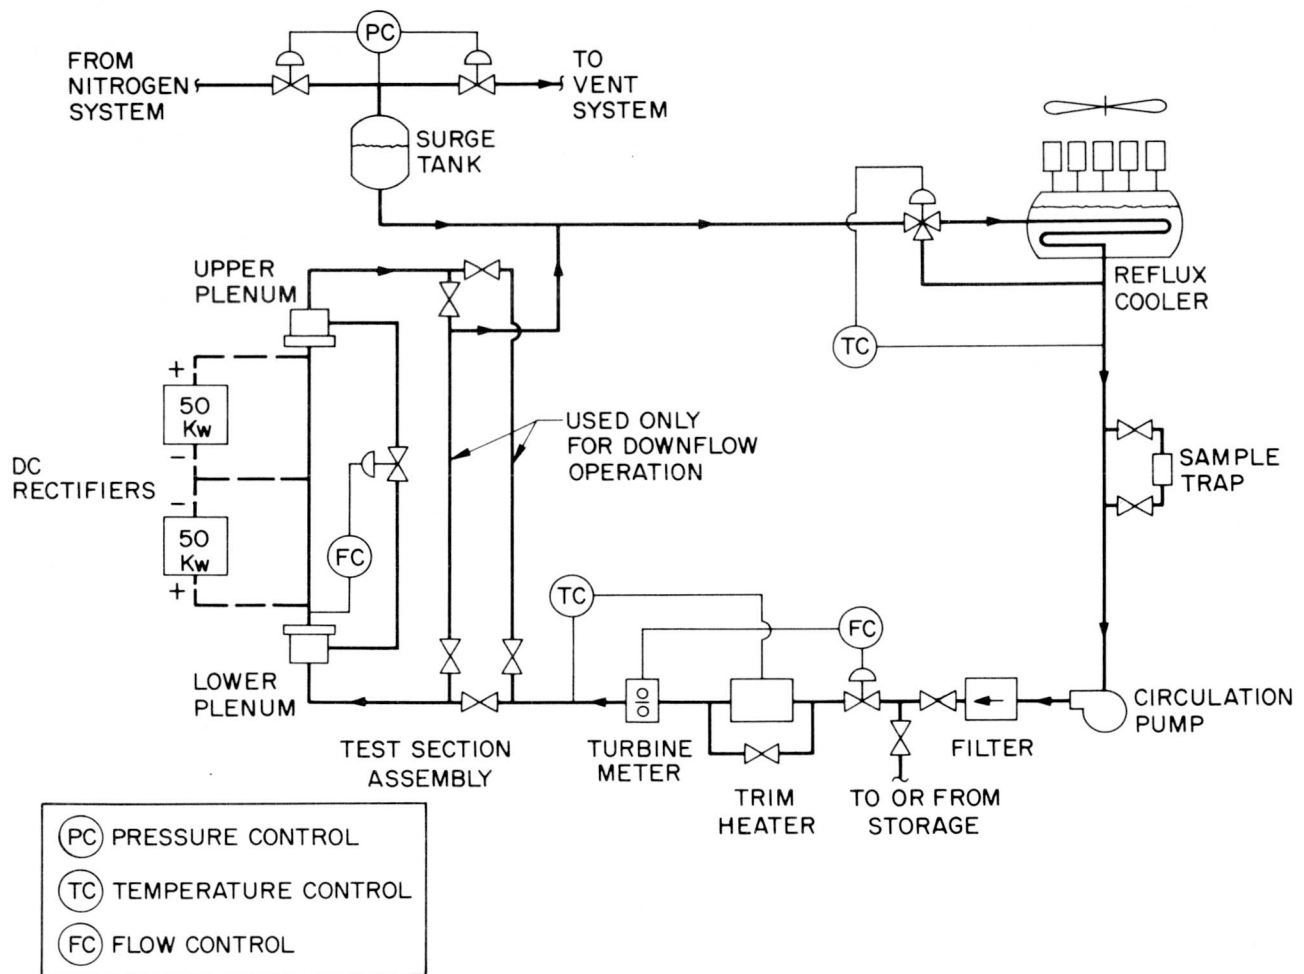 PC
FROM
NITROGEN
SYSTEM
TO
VENT
SYSTEM
SURGE
TANK
UPPER
PLENUM
REFLUX
COOLER
TC
+
50
Kw
−
DC
RECTIFIERS
−
50
Kw
+
FC
USED ONLY
FOR DOWNFLOW
OPERATION
SAMPLE
TRAP
TC
FC
LOWER
PLENUM
TEST SECTION
ASSEMBLY
TURBINE
METER
TRIM
HEATER
TO OR FROM
STORAGE
FILTER
CIRCULATION
PUMP
PC PRESSURE CONTROL
TC TEMPERATURE CONTROL
FC FLOW CONTROL